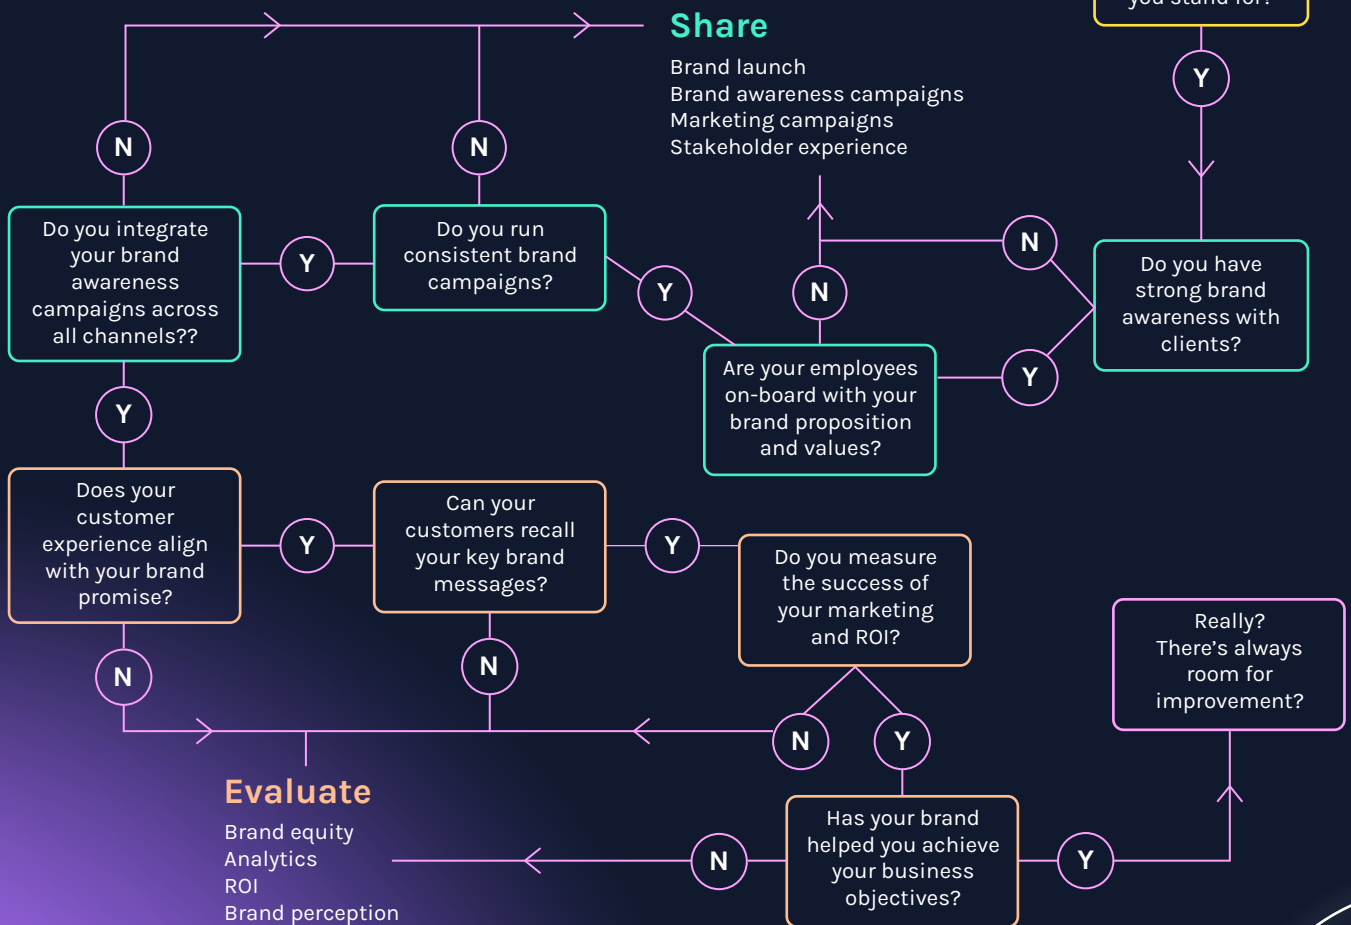 you stand for?
Share
Brand launch
Brand awareness campaigns
Marketing campaigns
Stakeholder experience
Y
N
N
Do you integrate
your brand
awareness
campaigns across
all channels??
Y
Do you run
consistent brand
campaigns?
Y
N
N
Do you have
strong brand
awareness with
clients?
Are your employees
on-board with your
brand proposition
and values?
Y
Y
Does your
customer
experience align
with your brand
promise?
Y
Can your
customers recall
your key brand
messages?
Y
Do you measure
the success of
your marketing
and ROI?
Really?
There’s always
room for
improvement?
N
N
N
Y
Evaluate
Brand equity
Analytics
ROI
Brand perception
N
Has your brand
helped you achieve
your business
objectives?
Y